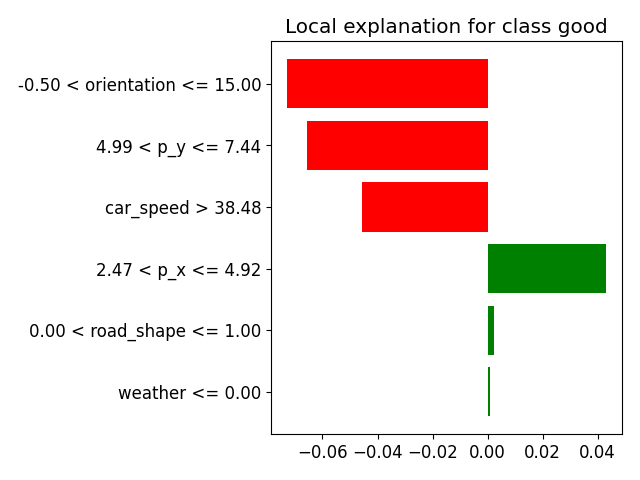 Local explanation for class good
-0.50 < orientation <= 15.00
4.99 < p_y <= 7.44
car_speed > 38.48
2.47 < p_x <= 4.92
0.00 < road_shape <= 1.00
weather <= 0.00
−0.06 −0.04 −0.02 0.00 0.02 0.04